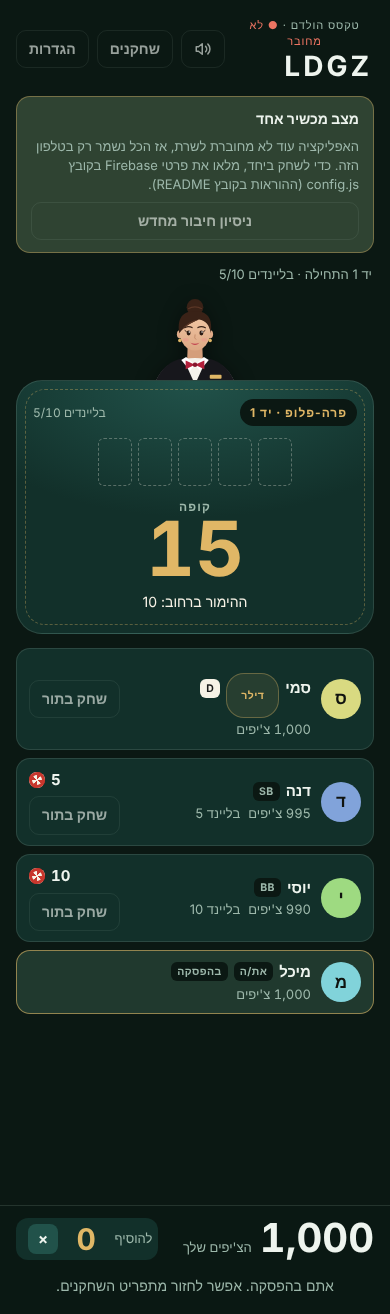 טקסס הולדם · ● לא
מחובר
LDGZ
שחקנים
הגדרות
מצב מכשיר אחד
האפליקציה עוד לא מחוברת לשרת, אז הכל נשמר רק בטלפון
הזה. כדי לשחק ביחד, מלאו את פרטי Firebase בקובץ
config.js (ההוראות בקובץ README).
ניסיון חיבור מחדש
יד 1 התחילה · בליינדים 5/10
פרה-פלופ · יד 1
בליינדים 5/10
קופה
15
ההימור ברחוב: 10
ס
סמי
דילר
D
1,000 צ'יפים
שחק בתור
ד
דנה
SB
995 צ'יפים בליינד 5
5
שחק בתור
י
יוסי
BB
990 צ'יפים בליינד 10
10
שחק בתור
מ
מיכל
את/ה
בהפסקה
1,000 צ'יפים
1,000
הצ'יפים שלך
להוסיף
0
×
אתם בהפסקה. אפשר לחזור מתפריט השחקנים.